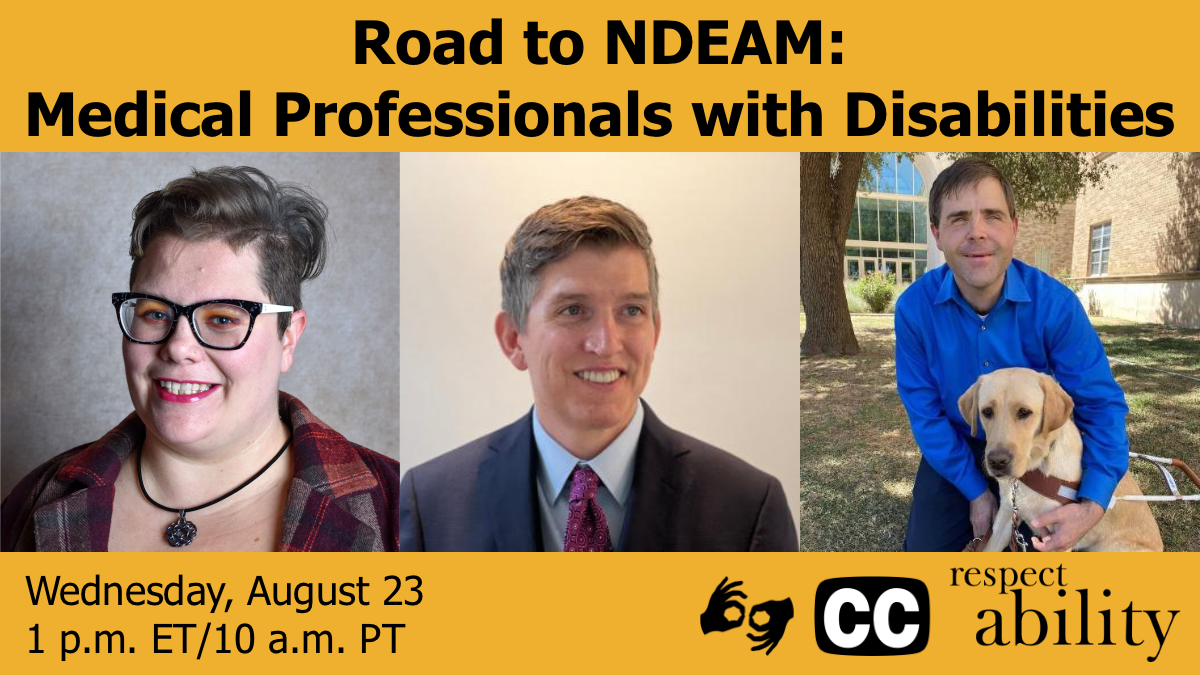 Road to NDEAM:
Medical Professionals with Disabilities
Wednesday, August 23
1 p.m. ET/10 a.m. PT
CC
respect
ability